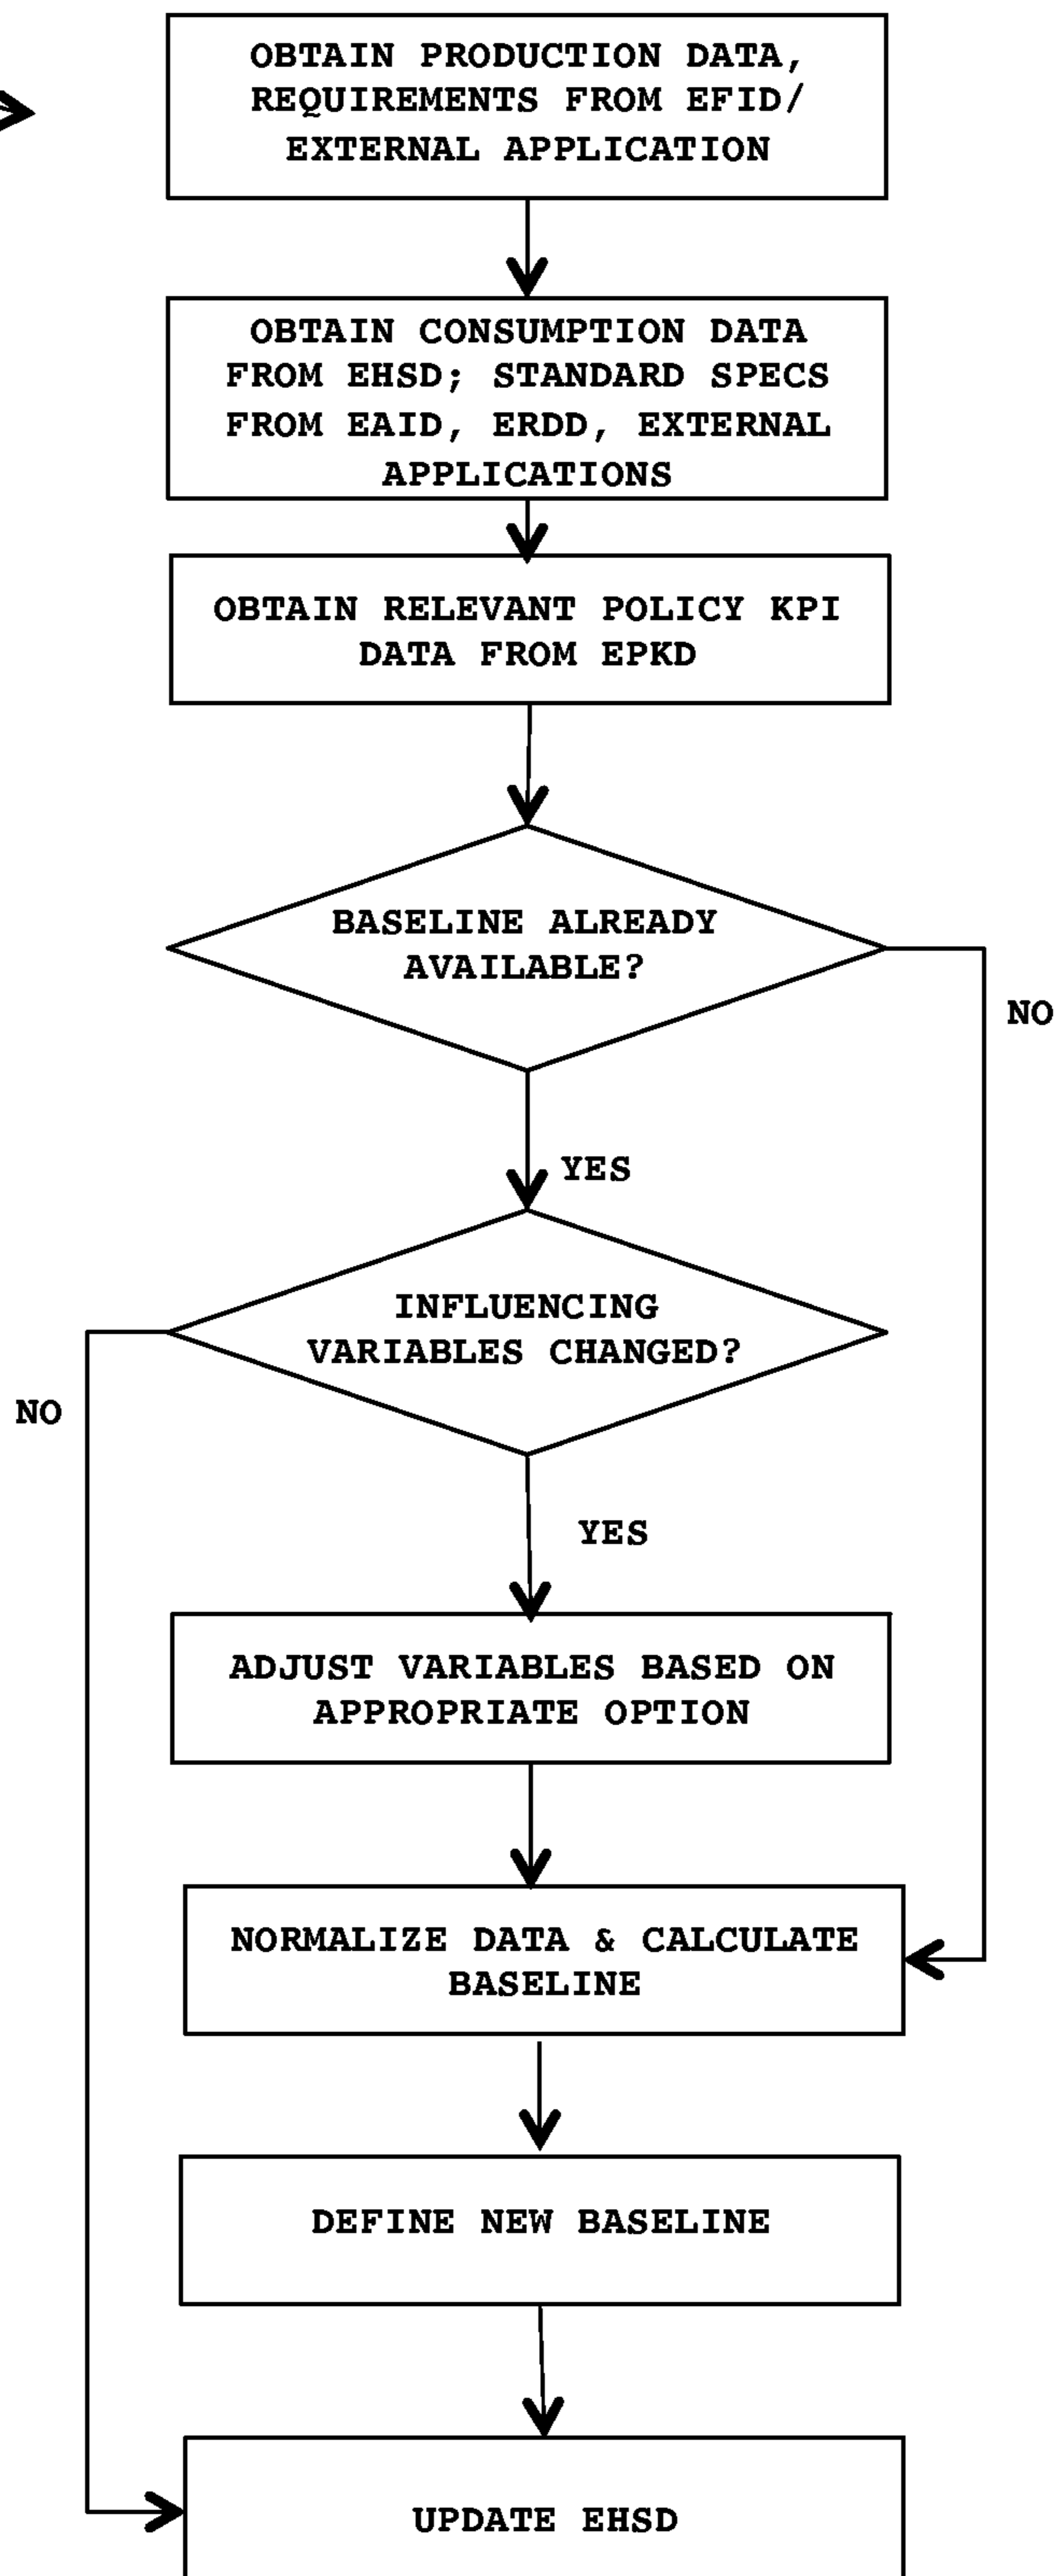 OBTAIN PRODUCTION DATA,
REQUIREMENTS FROM EFID/
EXTERNAL APPLICATION
OBTAIN CONSUMPTION DATA
FROM EHSD; STANDARD SPECS
FROM EAID, ERDD, EXTERNAL
APPLICATIONS
OBTAIN RELEVANT POLICY KPI
DATA FROM EPKD
BASELINE ALREADY
AVAILABLE?
NO
YES
INFLUENCING
VARIABLES CHANGED?
NO
YES
ADJUST VARIABLES BASED ON
APPROPRIATE OPTION
NORMALIZE DATA & CALCULATE
BASELINE
DEFINE NEW BASELINE
UPDATE EHSD